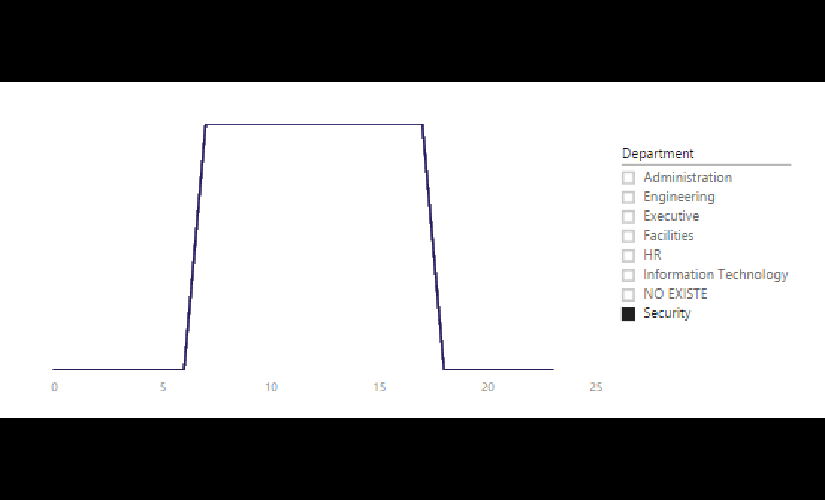 Department
Administration
Engineering
Executive
Facilities
HR
Information Technology
NO EXISTE
Security
0 5 10 15 20 25